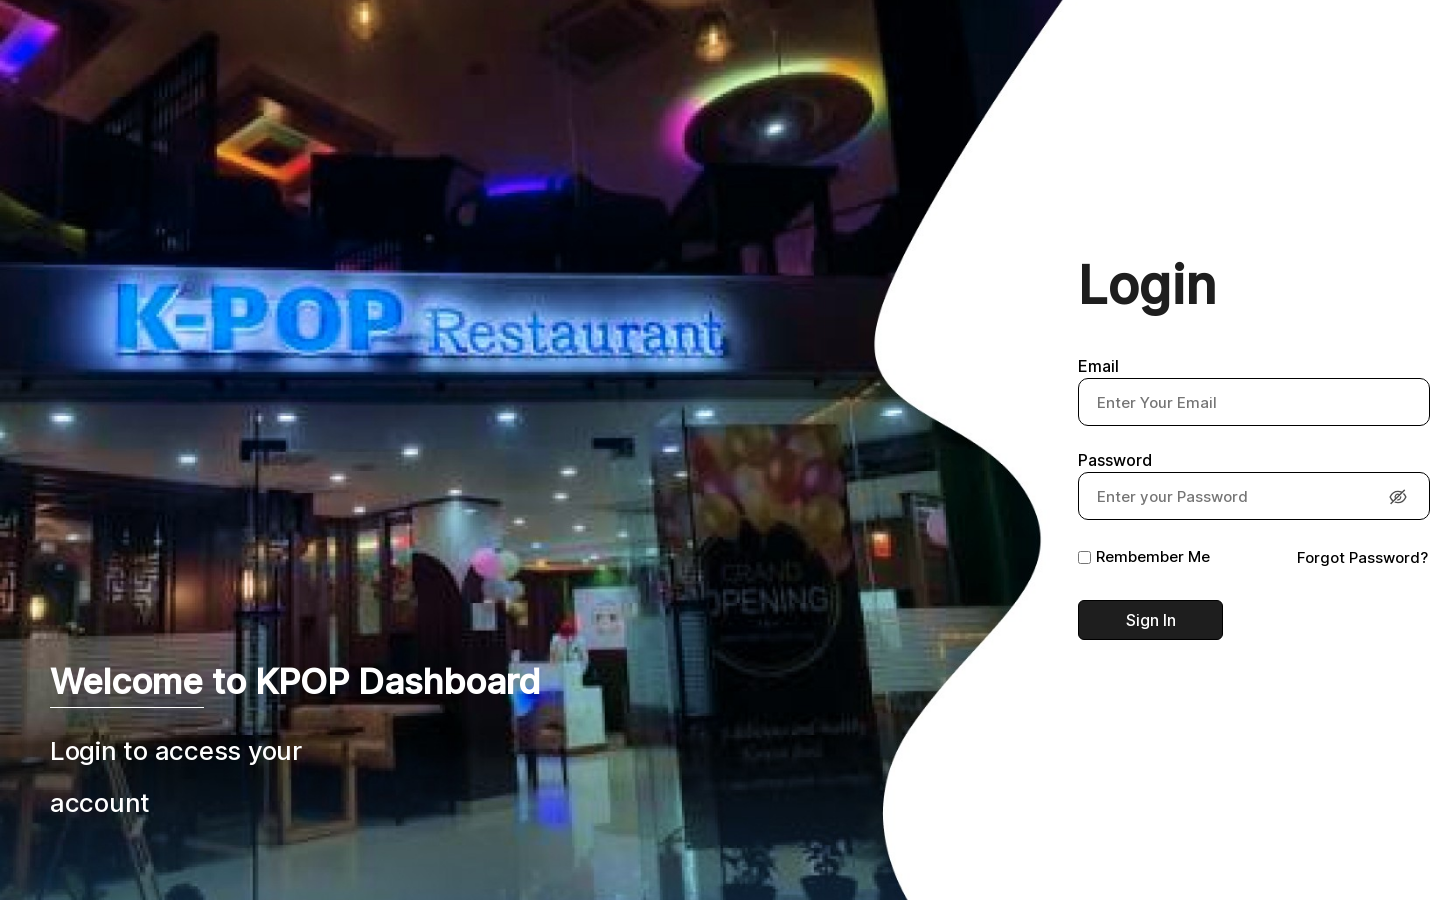 K-POP Restaurant
GRAND
OPENING
Welcome to KPOP Dashboard
Login to access your
account
Login
Email
Enter Your Email
Password
Enter your Password
Rembember Me
Forgot Password?
Sign In